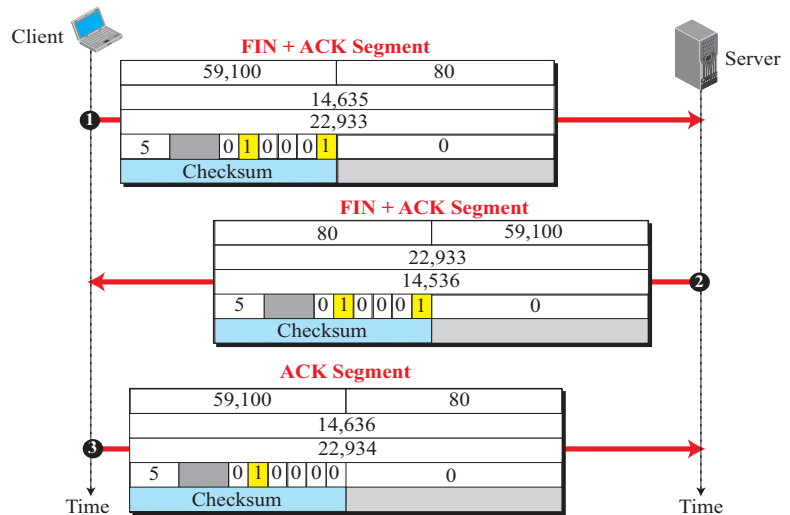 Client
Server
FIN + ACK Segment
59,100 80
14,635
1
22,933
5 0 1 0 0 0 1 0
Checksum
FIN + ACK Segment
80 59,100
22,933
14,536
2
5 0 1 0 0 0 1 0
Checksum
ACK Segment
59,100 80
14,636
3
22,934
5 0 1 0 0 0 0 0
Checksum
Time
Time